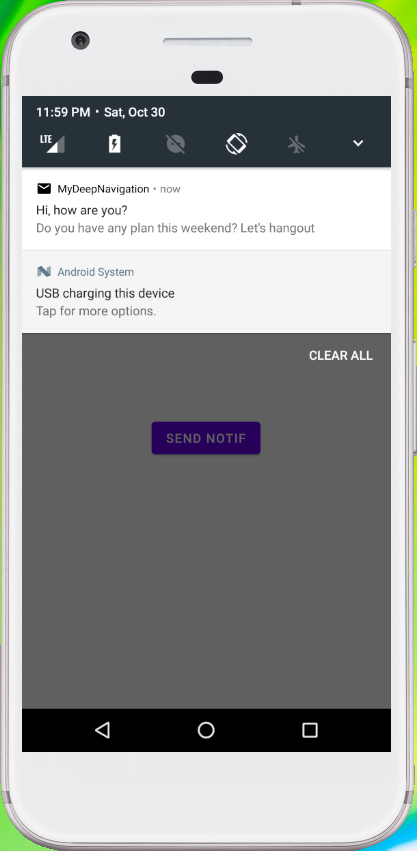 11:59 PM • Sat, Oct 30
LTE
MyDeepNavigation • now
Hi, how are you?
Do you have any plan this weekend? Let's hangout
Android System
USB charging this device
Tap for more options.
CLEAR ALL
SEND NOTIF